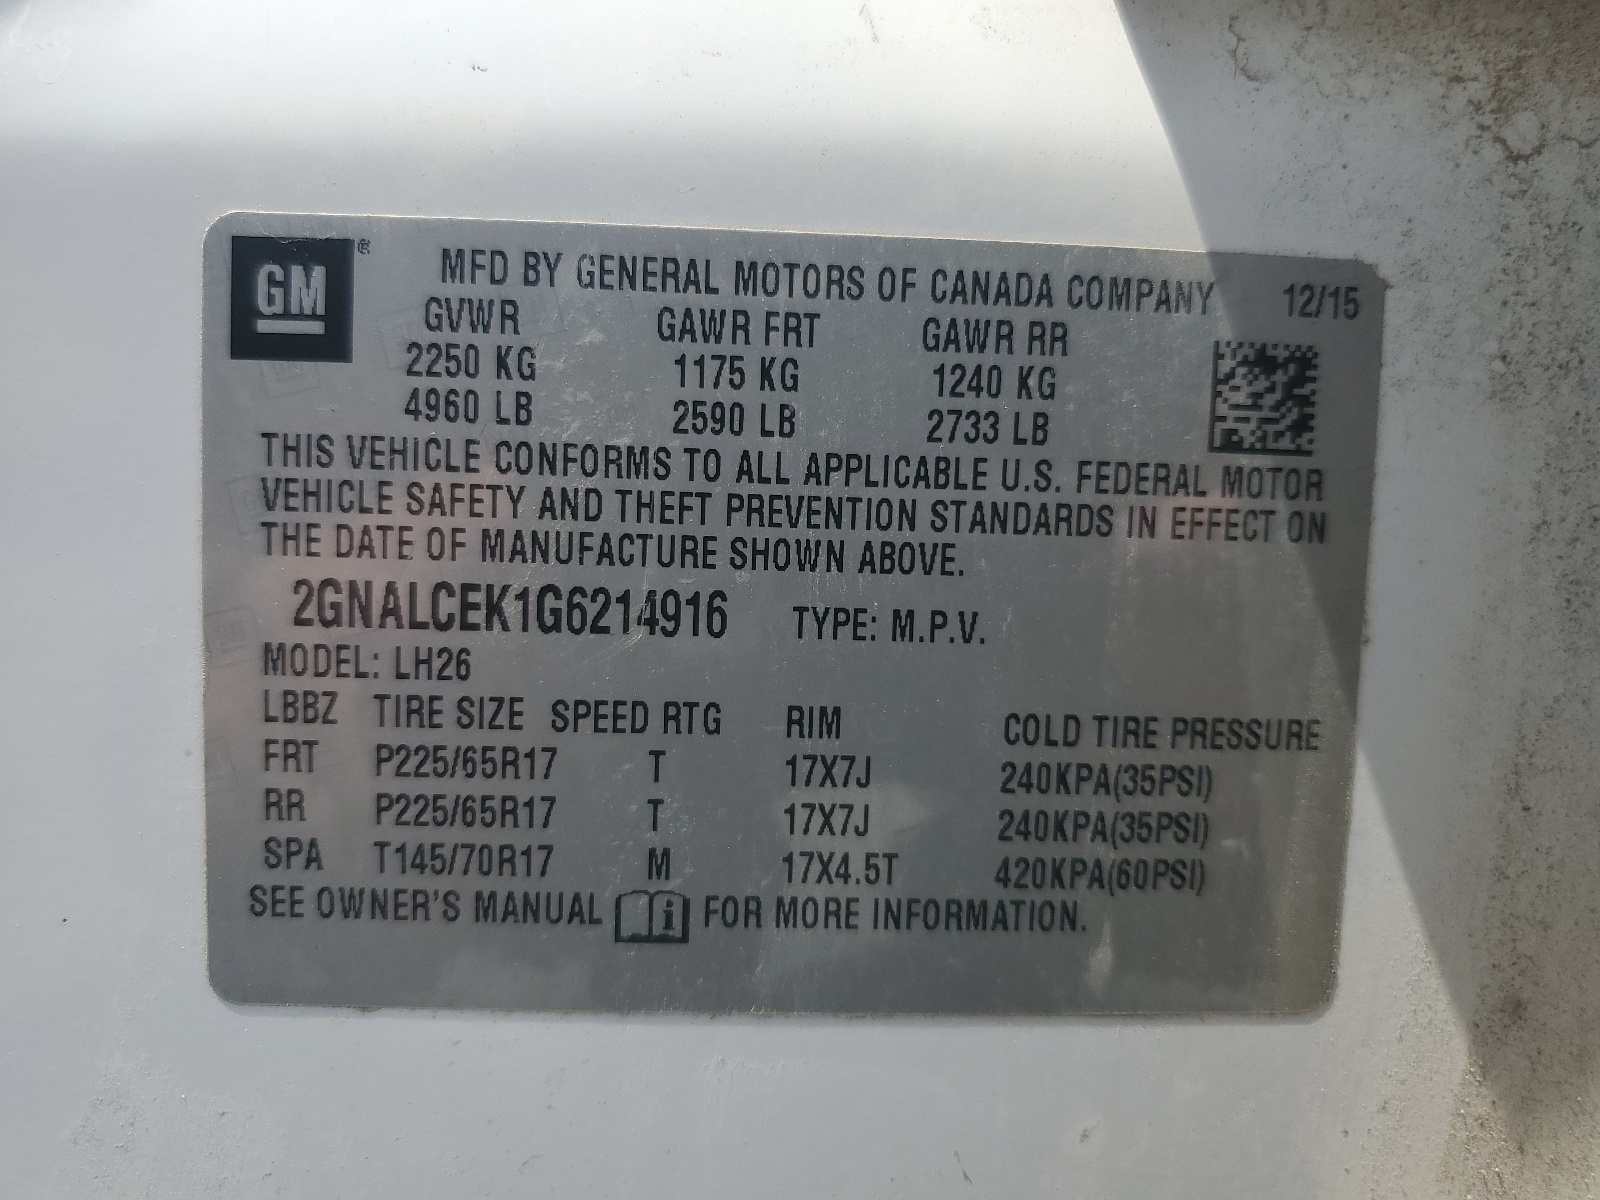 GM ®
MFD BY GENERAL MOTORS OF CANADA COMPANY 12/15
GVWR GAWR FRT GAWR RR
2250 KG 1175 KG 1240 KG
4960 LB 2590 LB 2733 LB
THIS VEHICLE CONFORMS TO ALL APPLICABLE U.S. FEDERAL MOTOR
VEHICLE SAFETY AND THEFT PREVENTION STANDARDS IN EFFECT ON
THE DATE OF MANUFACTURE SHOWN ABOVE.
2GNALCEK1G6214916 TYPE: M.P.V.
MODEL: LH26
LBBZ TIRE SIZE SPEED RTG RIM COLD TIRE PRESSURE
FRT P225/65R17 T 17X7J 240KPA(35PSI)
RR P225/65R17 T 17X7J 240KPA(35PSI)
SPA T145/70R17 M 17X4.5T 420KPA(60PSI)
SEE OWNER'S MANUAL i FOR MORE INFORMATION.